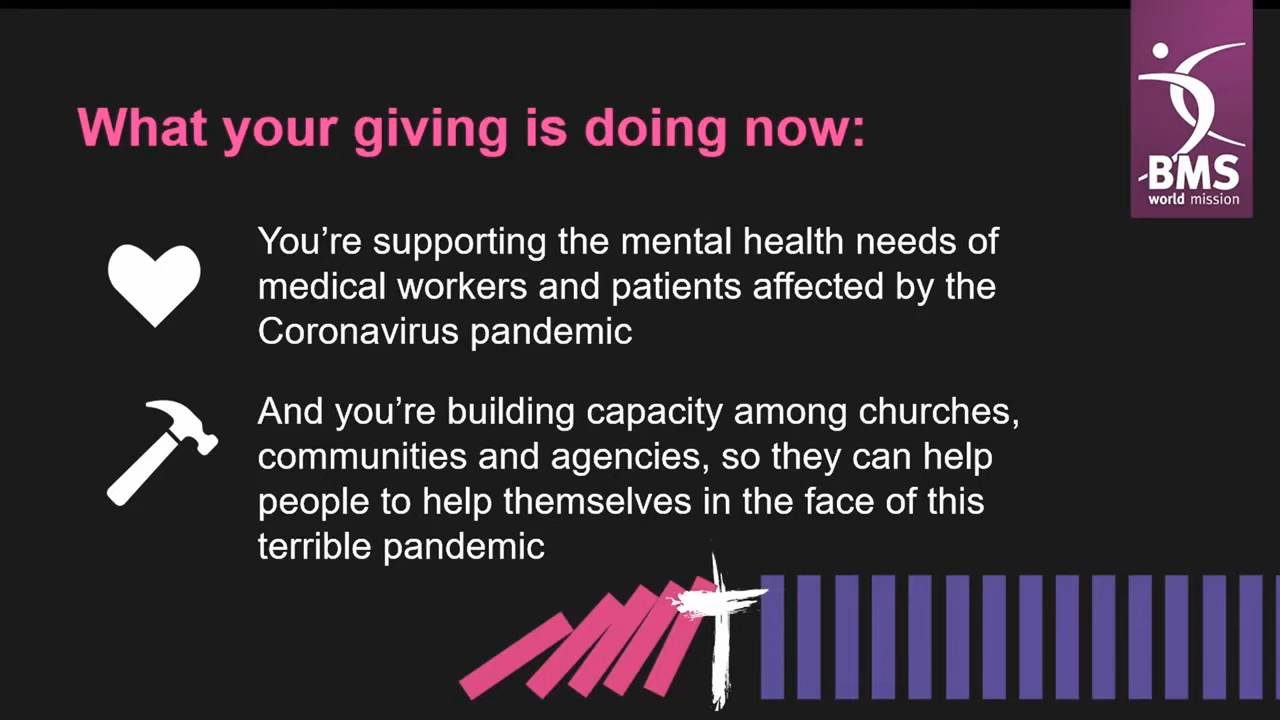 What your giving is doing now:
BMS
world mission
You’re supporting the mental health needs of
medical workers and patients affected by the
Coronavirus pandemic
And you’re building capacity among churches,
communities and agencies, so they can help
people to help themselves in the face of this
terrible pandemic